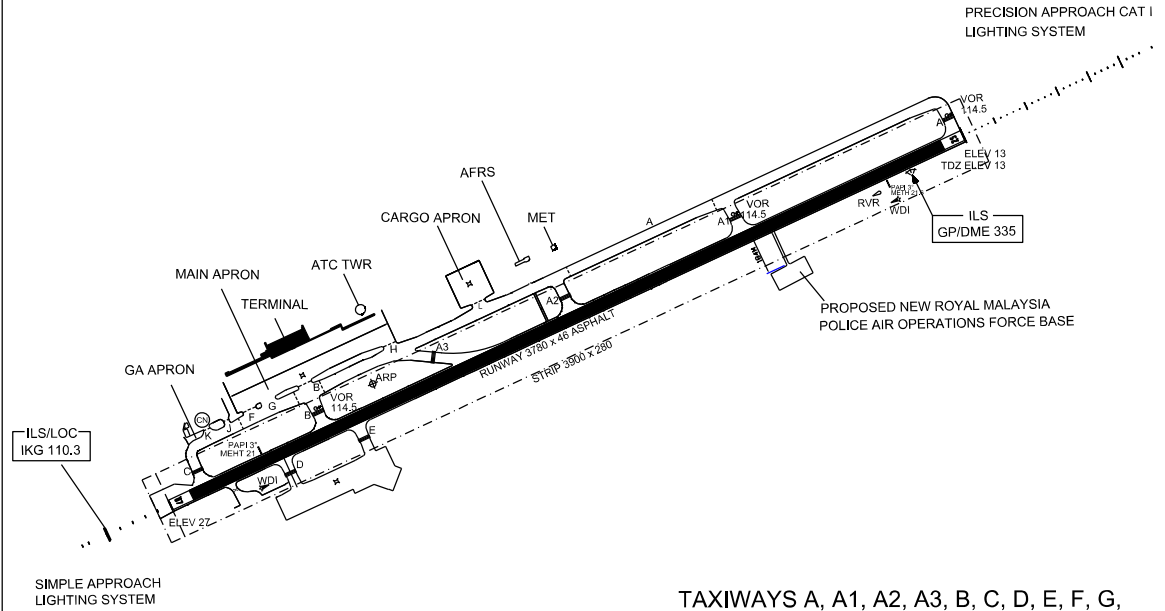 PRECISION APPROACH CAT I
LIGHTING SYSTEM
VOR
114.5
A
ELEV 13
TDZ ELEV 13
AFRS
PAPI 3°
RVR
WDI
ILS
GP/DME 335
CARGO APRON
MET
A
A1
VOR
114.5
MAIN APRON
ATC TWR
TERMINAL
L
A2
PROPOSED NEW ROYAL MALAYSIA
POLICE AIR OPERATIONS FORCE BASE
RUNWAY 3780 x 46 ASPHALT
STRIP 3900 x 280
GA APRON
H
A3
B
ARP
G
F
VOR
114.5
B
CN
J
K
ILS/LOC
IKG 110.3
PAPI 3°
MEHT 21
E
C
D
WDI
ELEV 27
SIMPLE APPROACH
LIGHTING SYSTEM
TAXIWAYS A, A1, A2, A3, B, C, D, E, F, G,